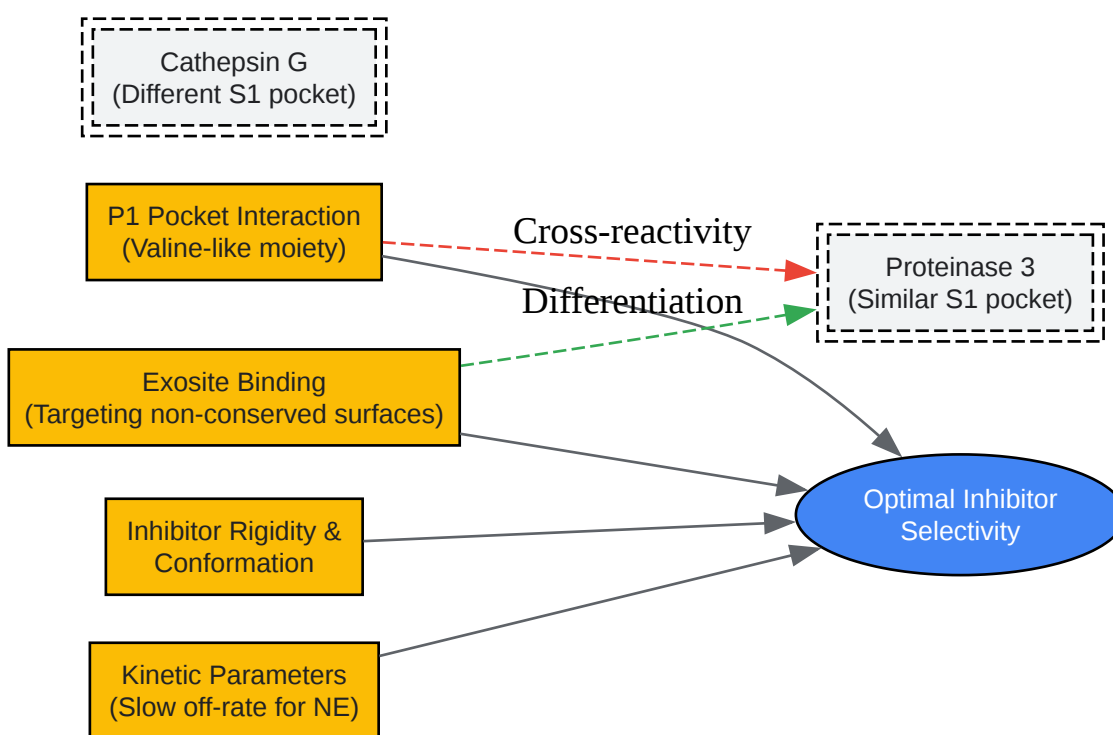 Cathepsin G
(Different S1 pocket)
P1 Pocket Interaction
(Valine-like moiety)
Cross-reactivity
Proteinase 3
(Similar S1 pocket)
Differentiation
Exosite Binding
(Targeting non-conserved surfaces)
Optimal Inhibitor
Selectivity
Inhibitor Rigidity &
Conformation
Kinetic Parameters
(Slow off-rate for NE)